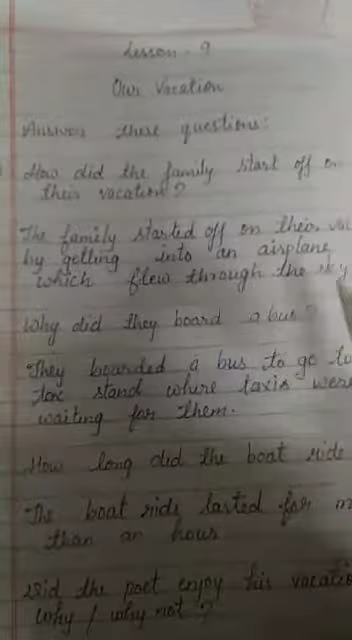 Lesson - 9
Our Vacation
Answer these questions:
How did the family start off on
their vacation?
The family started off on their
by getting into an airplane
which flew through the sky
Why did they board a bus?
They boarded a bus to go to
tax stand where taxis were
waiting for them.
How long did the boat ride
The boat ride lasted for
than an hour
Did the poet enjoy his
Why / why not?